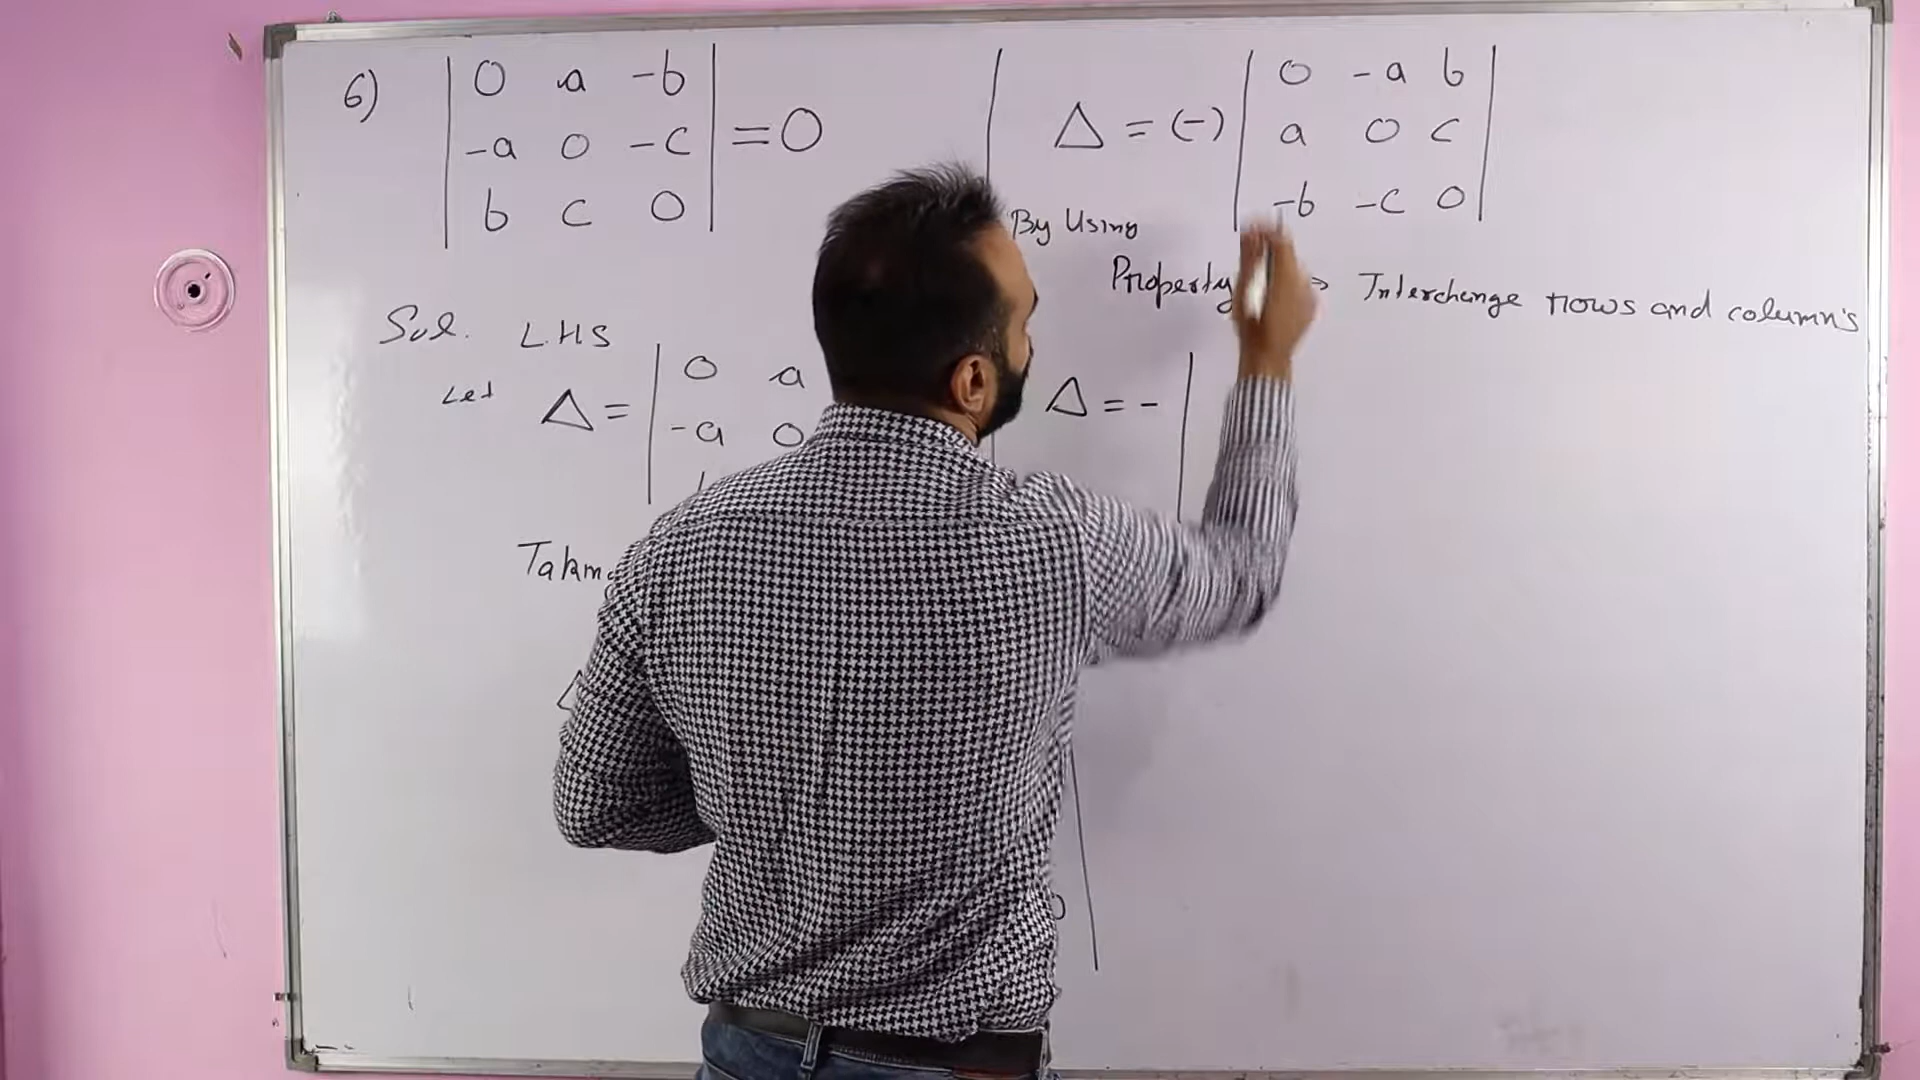 6) | 0 a -b |
| -a 0 -c | = 0
| b c 0 |
Sol. L.H.S
Let Δ = | 0 a
-a 0
Δ = (-) | 0 -a b |
| a 0 c |
| -b -c 0 |
By Using
Property → Interchange rows and column's
Δ = - |